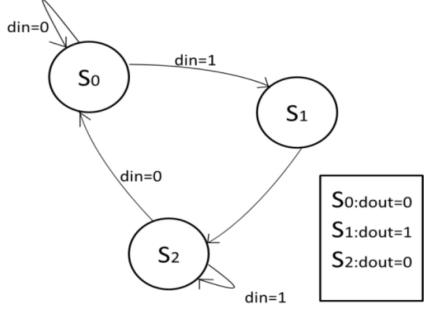 din=0
S0
din=1
S1
din=0
S2
din=1
S0:dout=0
S1:dout=1
S2:dout=0